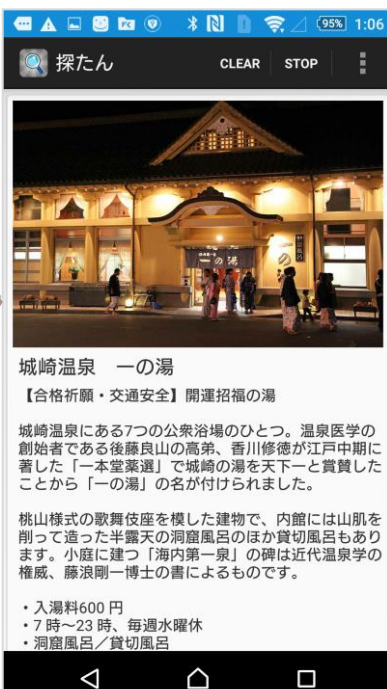 95% 1:06
探たん CLEAR STOP
一の湯
城崎温泉　一の湯
【合格祈願・交通安全】開運招福の湯
城崎温泉にある7つの公衆浴場のひとつ。温泉医学の
創始者である後藤良山の高弟、香川修徳が江戸中期に
著した「一本堂薬選」で城崎の湯を天下一と賞賛した
ことから「一の湯」の名が付けられました。
桃山様式の歌舞伎座を模した建物で、内館には山肌を
削って造った半露天の洞窟風呂のほか貸切風呂もあり
ます。小庭に建つ「海内第一泉」の碑は近代温泉学の
権威、藤浪剛一博士の書によるものです。
・入湯料600 円
・7 時～23 時、毎週水曜休
・洞窟風呂／貸切風呂